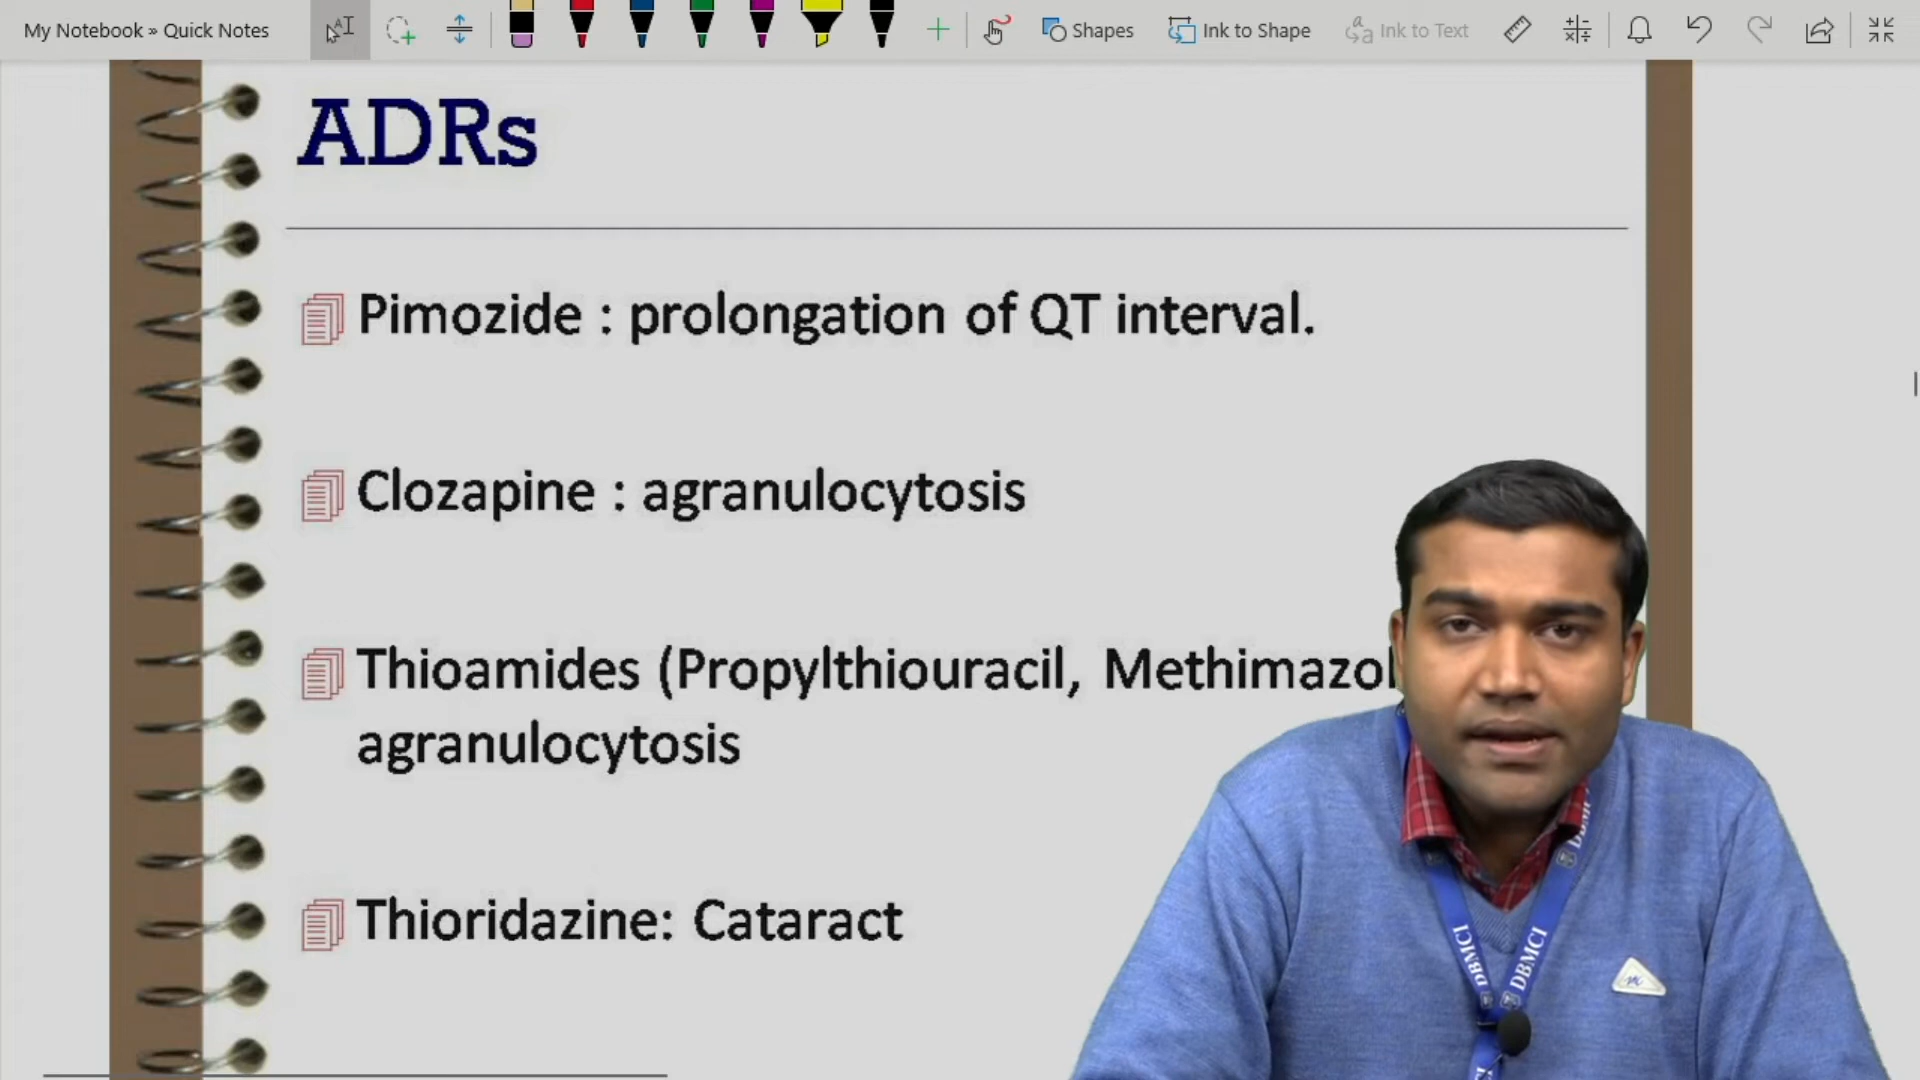 My Notebook » Quick Notes
Shapes
Ink to Shape
Ink to Text
ADRs
Pimozide : prolongation of QT interval.
Clozapine : agranulocytosis
Thioamides (Propylthiouracil, Methimazol
agranulocytosis
Thioridazine: Cataract
DBMCI
DBMCI